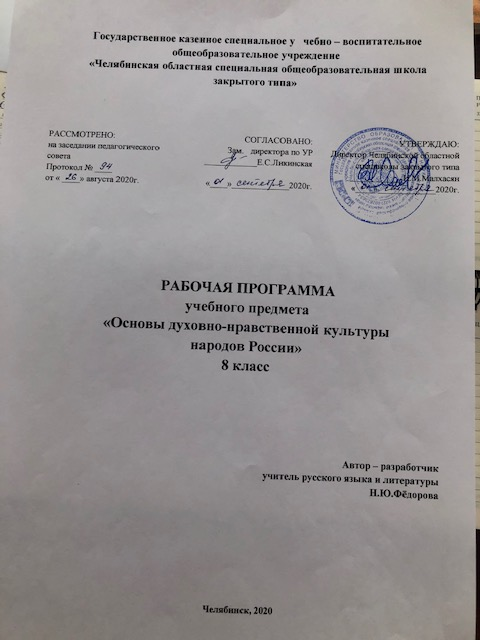 Государственное казенное специальное у чебно – воспитательное
общеобразовательное учреждение
«Челябинская областная специальная общеобразовательная школа
закрытого типа»
РАССМОТРЕНО:
на заседании педагогического
совета
Протокол № 94
от « 26 » августа 2020г.
СОГЛАСОВАНО:
Зам. директора по УР
Е.С.Ликинская
« » сентября 2020г.
УТВЕРЖДАЮ:
Директор Челябинской областной
закрытого типа
Малхасян
2020г.
РАБОЧАЯ ПРОГРАММА
учебного предмета
«Основы духовно-нравственной культуры
народов России»
8 класс
Автор – разработчик
учитель русского языка и литературы
Н.Ю.Фёдорова
Челябинск, 2020